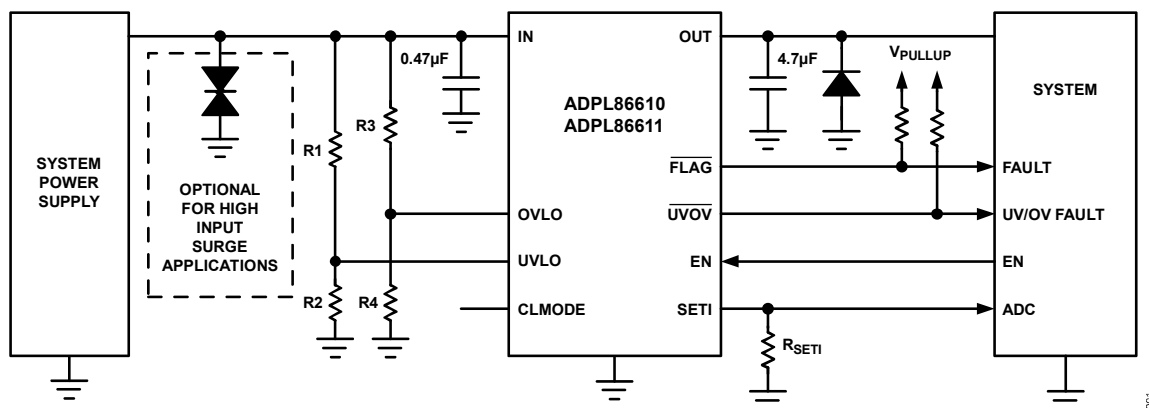 SYSTEM
POWER
SUPPLY
OPTIONAL
FOR HIGH
INPUT
SURGE
APPLICATIONS
R1
R2
R3
R4
0.47µF
IN
OVLO
UVLO
CLMODE
ADPL86610
ADPL86611
OUT
FLAG
UVOV
EN
SETI
4.7µF
VPULLUP
RSETI
SYSTEM
FAULT
UV/OV FAULT
EN
ADC